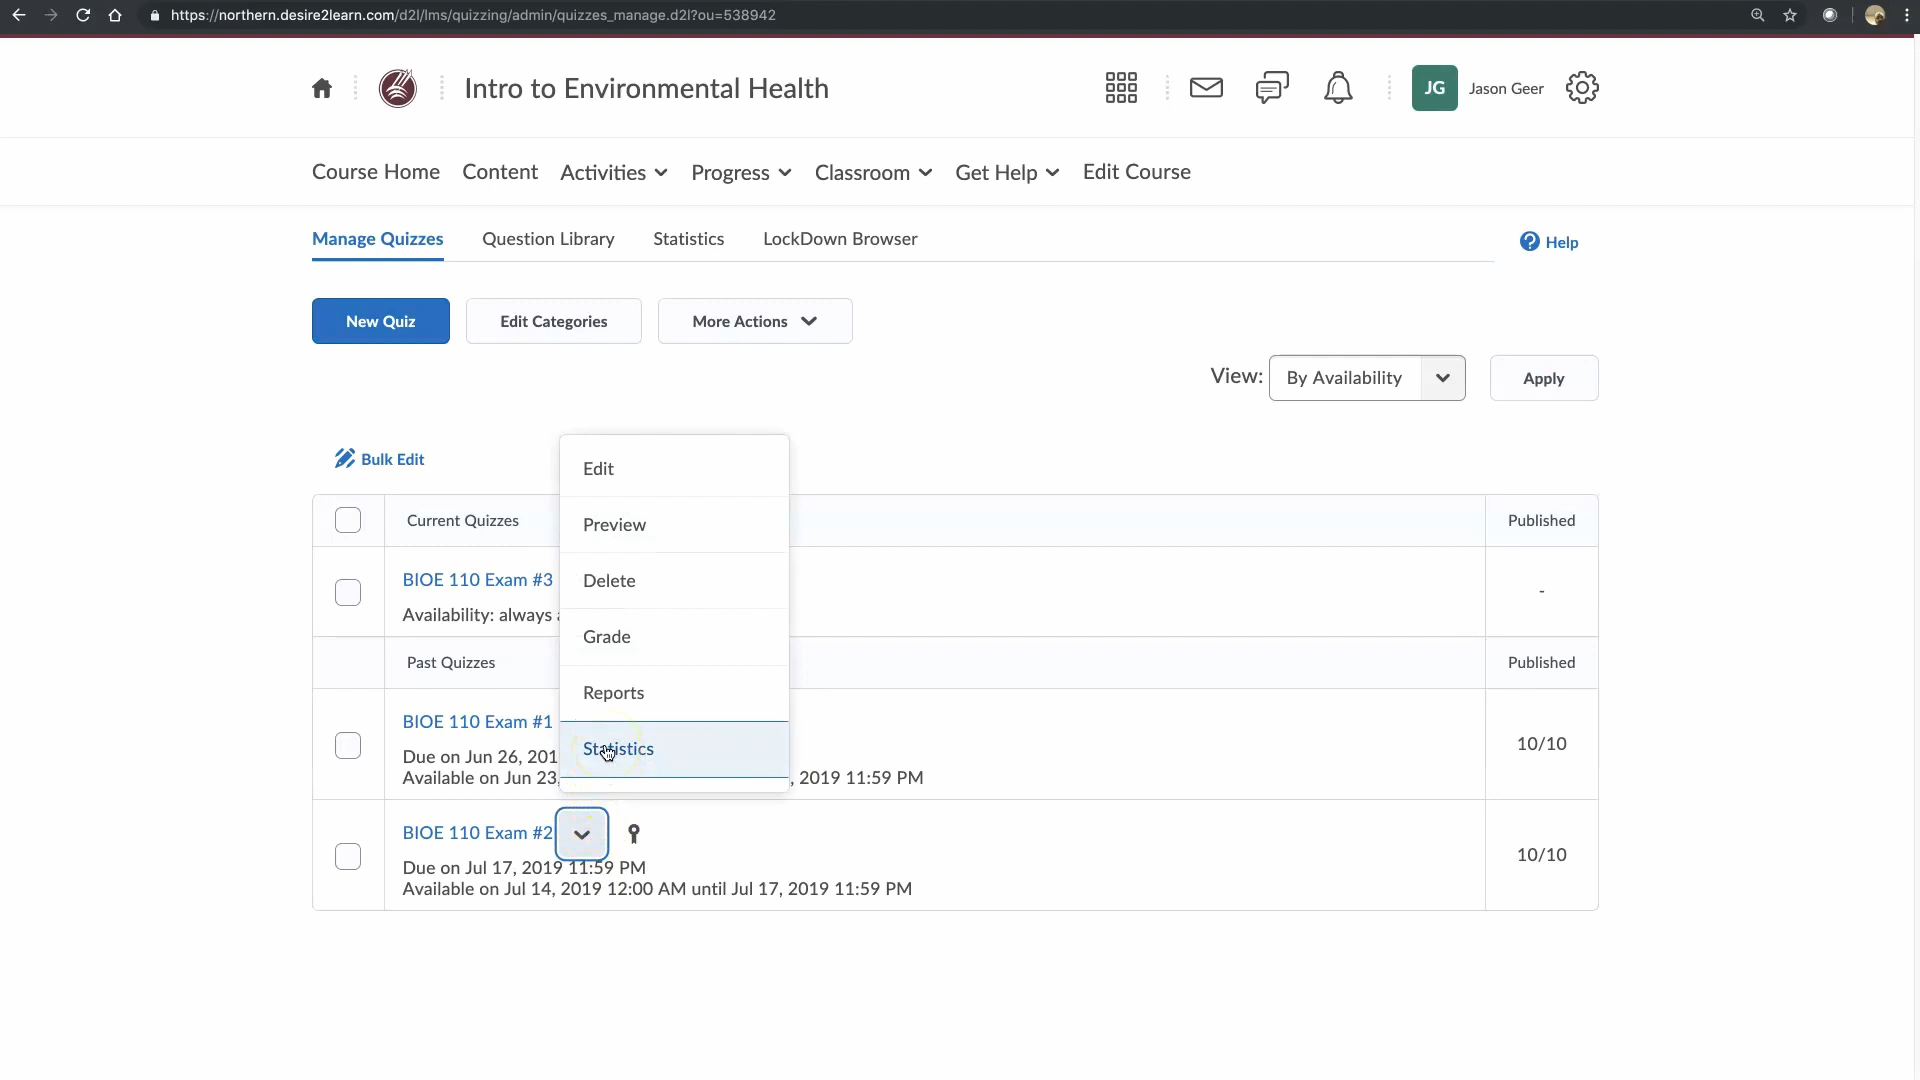 https://northern.desire2learn.com/d2l/lms/quizzing/admin/quizzes_manage.d2l?ou=538942
Intro to Environmental Health
JG Jason Geer
Course Home Content Activities Progress Classroom Get Help Edit Course
Manage Quizzes Question Library Statistics LockDown Browser
Help
New Quiz Edit Categories More Actions
View: By Availability Apply
Bulk Edit
Edit
Preview
Delete
Grade
Reports
Statistics
Current Quizzes Published
BIOE 110 Exam #3 -
Availability: always
Past Quizzes Published
BIOE 110 Exam #1
Due on Jun 26, 201 10/10
Available on Jun 23, , 2019 11:59 PM
BIOE 110 Exam #2
Due on Jul 17, 2019 11:59 PM 10/10
Available on Jul 14, 2019 12:00 AM until Jul 17, 2019 11:59 PM